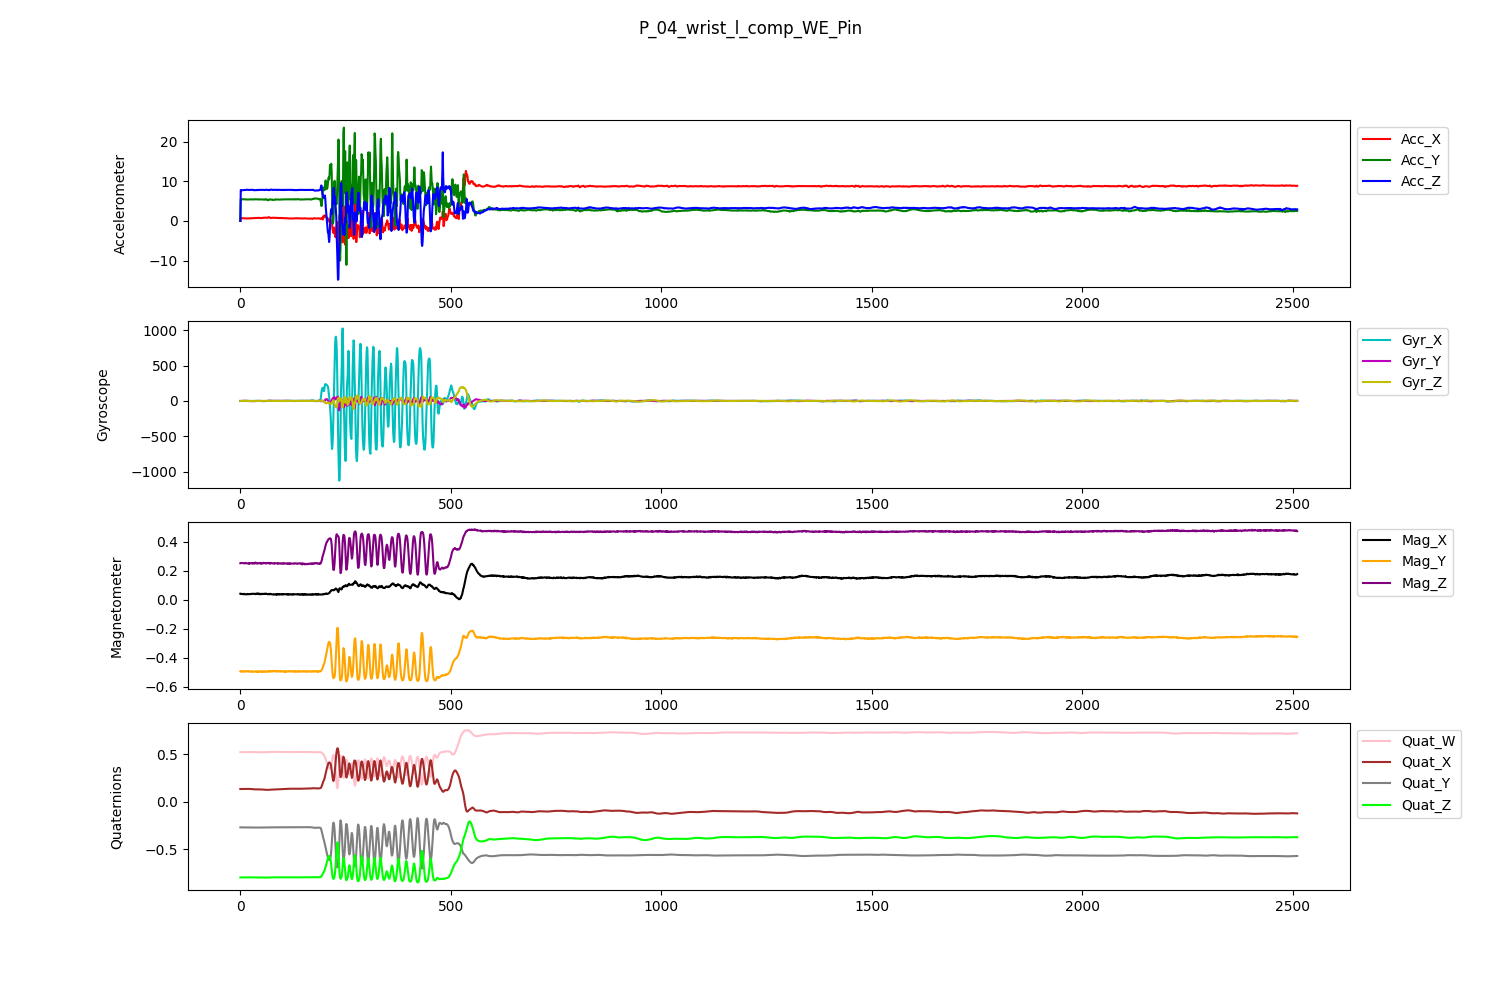 P_04_wrist_l_comp_WE_Pin
Accelerometer
20
10
0
−10
0 500 1000 1500 2000 2500
Acc_X
Acc_Y
Acc_Z
Gyroscope
1000
500
0
−500
−1000
0 500 1000 1500 2000 2500
Gyr_X
Gyr_Y
Gyr_Z
Magnetometer
0.4
0.2
0.0
−0.2
−0.4
−0.6
0 500 1000 1500 2000 2500
Mag_X
Mag_Y
Mag_Z
Quaternions
0.5
0.0
−0.5
0 500 1000 1500 2000 2500
Quat_W
Quat_X
Quat_Y
Quat_Z